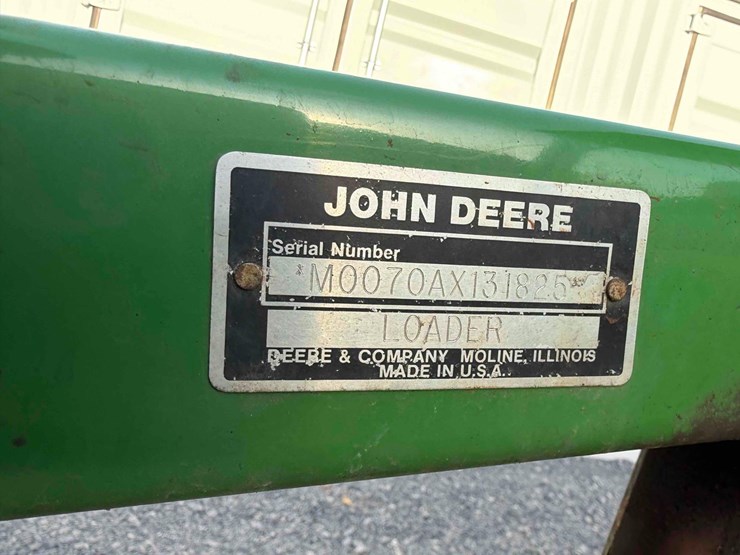 JOHN DEERE
Serial Number
*M0070AX131825*
LOADER
DEERE & COMPANY MOLINE, ILLINOIS
MADE IN U.S.A.